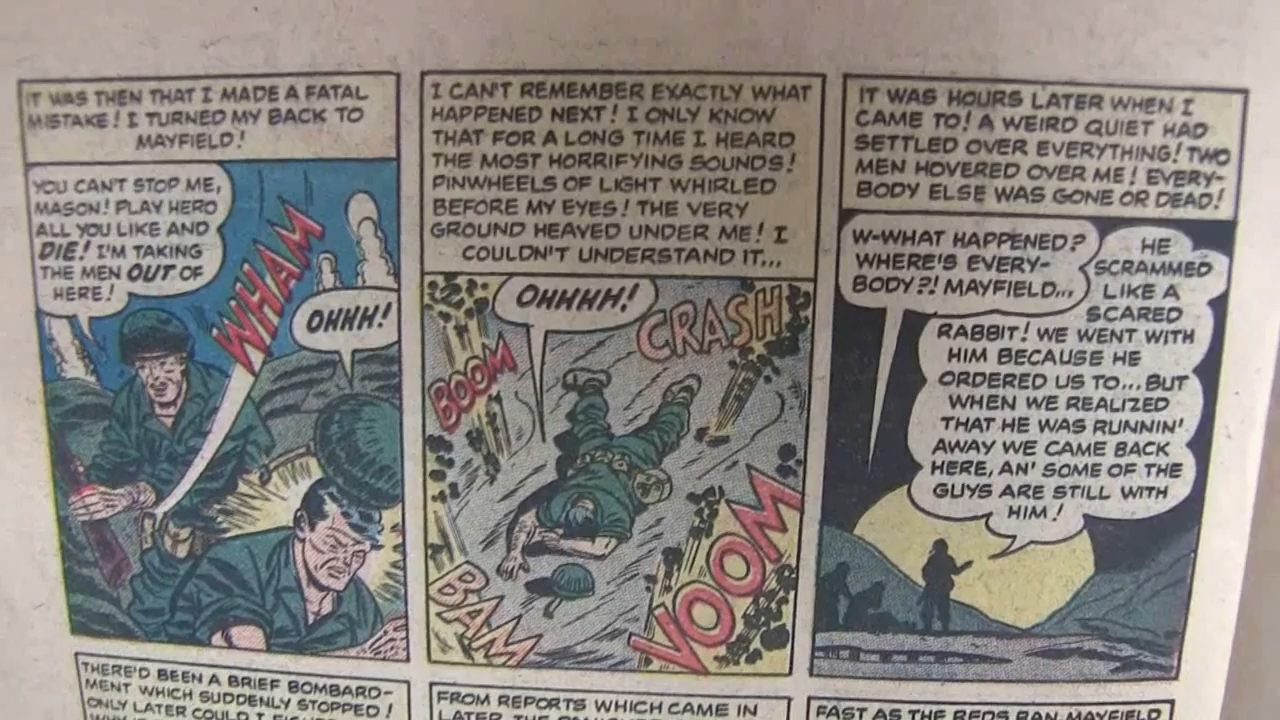 IT WAS THEN THAT I MADE A FATAL
MISTAKE! I TURNED MY BACK TO
MAYFIELD!
YOU CAN'T STOP ME,
MASON! PLAY HERO
ALL YOU LIKE AND
DIE! I'M TAKING
THE MEN OUT OF
HERE!
WHAM
OHHH!
I CAN'T REMEMBER EXACTLY WHAT
HAPPENED NEXT! I ONLY KNOW
THAT FOR A LONG TIME I HEARD
THE MOST HORRIFYING SOUNDS!
PINWHEELS OF LIGHT WHIRLED
BEFORE MY EYES! THE VERY
GROUND HEAVED UNDER ME! I
COULDN'T UNDERSTAND IT...
OHHHH!
CRASH
BOOM
VOOM
BAM
IT WAS HOURS LATER WHEN I
CAME TO! A WEIRD QUIET HAD
SETTLED OVER EVERYTHING! TWO
MEN HOVERED OVER ME! EVERY-
BODY ELSE WAS GONE OR DEAD!
W-WHAT HAPPENED?
WHERE'S EVERY-
BODY?! MAYFIELD...
HE
SCRAMMED
LIKE A
SCARED
RABBIT! WE WENT WITH
HIM BECAUSE HE
ORDERED US TO... BUT
WHEN WE REALIZED
THAT HE WAS RUNNIN'
AWAY WE CAME BACK
HERE, AN' SOME OF THE
GUYS ARE STILL WITH
HIM!
THERE'D BEEN A BRIEF BOMBARD-
MENT WHICH SUDDENLY STOPPED!
ONLY LATER COULD I
FROM REPORTS WHICH CAME IN
FAST AS THE REDS RAN, MAYFIELD